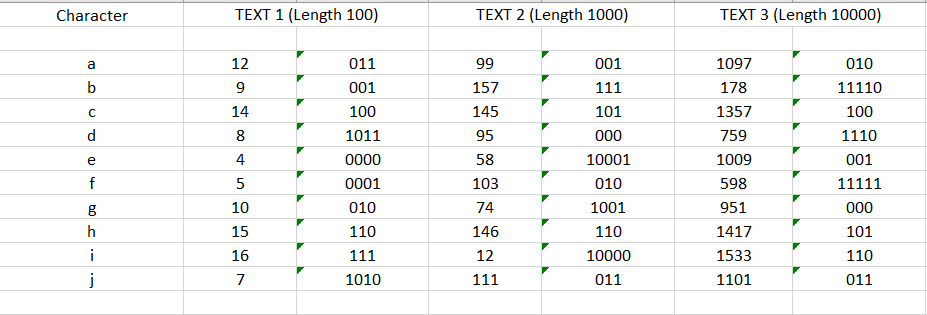 Character TEXT 1 (Length 100) TEXT 2 (Length 1000) TEXT 3 (Length 10000)
a 12 011 99 001 1097 010
b 9 001 157 111 178 11110
c 14 100 145 101 1357 100
d 8 1011 95 000 759 1110
e 4 0000 58 10001 1009 001
f 5 0001 103 010 598 11111
g 10 010 74 1001 951 000
h 15 110 146 110 1417 101
i 16 111 12 10000 1533 110
j 7 1010 111 011 1101 011